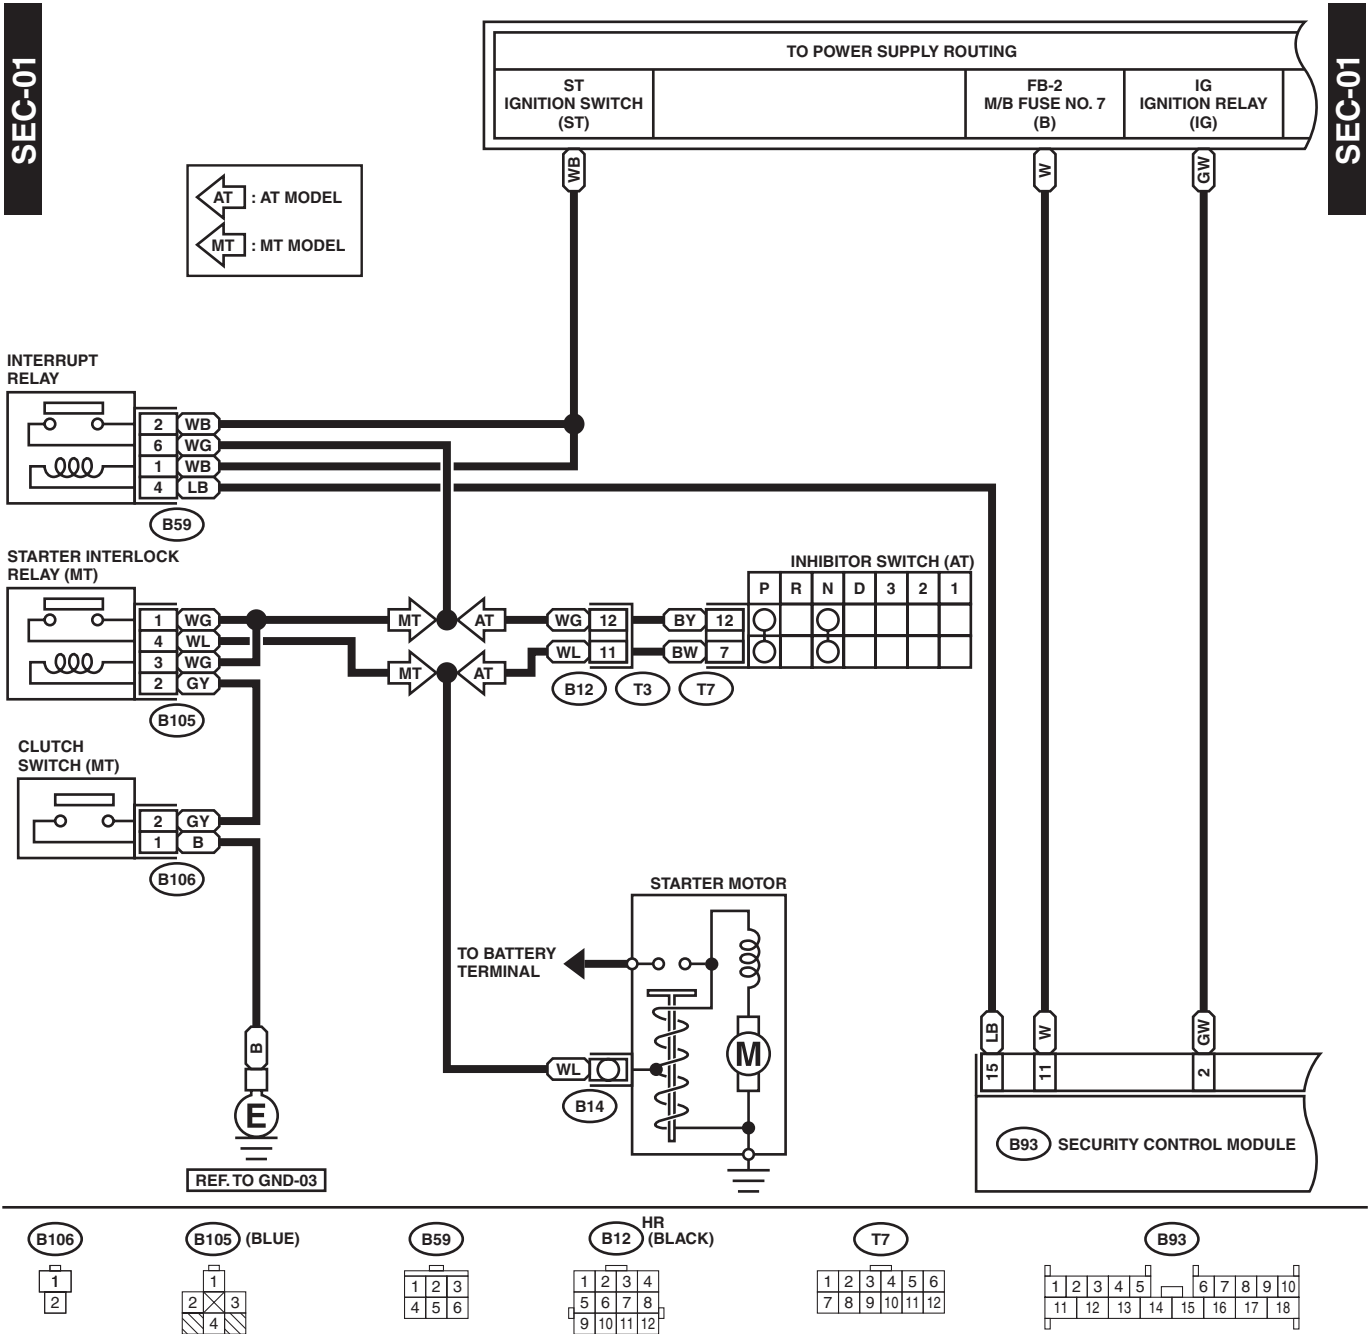 SEC-01
SEC-01
TO POWER SUPPLY ROUTING
ST
IGNITION SWITCH
(ST)
FB-2
M/B FUSE NO. 7
(B)
IG
IGNITION RELAY
(IG)
WB
W
GW
AT : AT MODEL
MT : MT MODEL
INTERRUPT
RELAY
2 WB
6 WG
1 WB
4 LB
B59
STARTER INTERLOCK
RELAY (MT)
1 WG
4 WL
3 WG
2 GY
B105
MT AT
MT AT
WG 12 BY 12
WL 11 BW 7
B12 T3 T7
INHIBITOR SWITCH (AT)
P R N D 3 2 1
CLUTCH
SWITCH (MT)
2 GY
1 B
B106
STARTER MOTOR
TO BATTERY
TERMINAL
M
WL
B14
B
E
REF. TO GND-03
LB W GW
15 11 2
B93 SECURITY CONTROL MODULE
B106
1
2
B105 (BLUE)
1
2 3
4
B59
1 2 3
4 5 6
B12 HR
(BLACK)
1 2 3 4
5 6 7 8
9 10 11 12
T7
1 2 3 4 5 6
7 8 9 10 11 12
B93
1 2 3 4 5 6 7 8 9 10
11 12 13 14 15 16 17 18